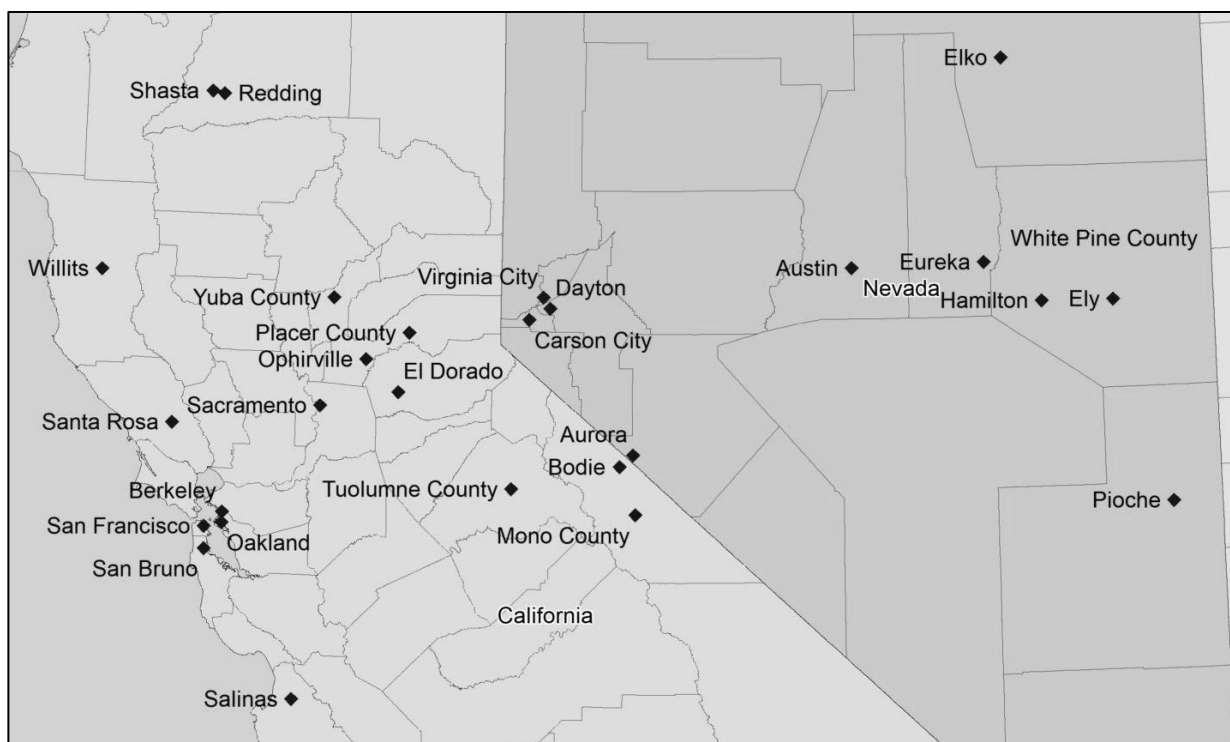 Elko
Shasta
Redding
White Pine County
Willits
Virginia City
Dayton
Austin
Eureka
Nevada
Yuba County
Hamilton
Ely
Placer County
Carson City
Ophirville
El Dorado
Sacramento
Santa Rosa
Aurora
Bodie
Berkeley
Tuolumne County
Pioche
San Francisco
Oakland
Mono County
San Bruno
California
Salinas